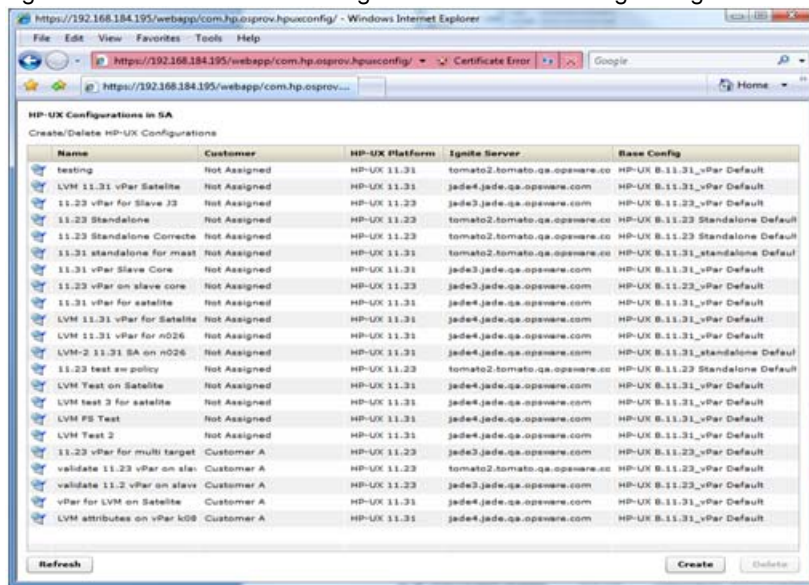 https://192.168.184.195/webapp/com.hp.osprov.hpuxconfig/ - Windows Internet Explorer
File Edit View Favorites Tools Help
https://192.168.184.195/webapp/com.hp.osprov.hpuxconfig/ Certificate Error Google
https://192.168.184.195/webapp/com.hp.osprov.... Home
HP-UX Configurations in SA
Create/Delete HP-UX Configurations
Name Customer HP-UX Platform Ignite Server Base Config
testing Not Assigned HP-UX 11.31 tomato2.tomato.qa.opsware.co HP-UX B.11.31_vPar Default
LVM 11.31 vPar Satelite Not Assigned HP-UX 11.31 jade4.jade.qa.opsware.com HP-UX B.11.31_vPar Default
11.23 vPar for Slave J3 Not Assigned HP-UX 11.23 jade3.jade.qa.opsware.com HP-UX B.11.23_vPar Default
11.23 Standalone Not Assigned HP-UX 11.23 tomato2.tomato.qa.opsware.co HP-UX B.11.23 Standalone Default
11.23 Standalone Correcte Not Assigned HP-UX 11.23 tomato2.tomato.qa.opsware.co HP-UX B.11.23 Standalone Default
11.31 standalone for mast Not Assigned HP-UX 11.31 tomato2.tomato.qa.opsware.co HP-UX B.11.31_standalone Defaul
11.31 vPar Slave Core Not Assigned HP-UX 11.31 jade3.jade.qa.opsware.com HP-UX B.11.31_vPar Default
11.23 vPar on slave core Not Assigned HP-UX 11.23 jade3.jade.qa.opsware.com HP-UX B.11.23_vPar Default
11.31 vPar for satelite Not Assigned HP-UX 11.31 jade4.jade.qa.opsware.com HP-UX B.11.31_vPar Default
LVM 11.31 vPar for Satelite Not Assigned HP-UX 11.31 jade4.jade.qa.opsware.com HP-UX B.11.31_vPar Default
LVM 11.31 vPar for n026 Not Assigned HP-UX 11.31 jade4.jade.qa.opsware.com HP-UX B.11.31_vPar Default
LVM-2 11.31 SA on n026 Not Assigned HP-UX 11.31 jade4.jade.qa.opsware.com HP-UX B.11.31_standalone Defaul
11.23 test sw policy Not Assigned HP-UX 11.23 tomato2.tomato.qa.opsware.co HP-UX B.11.23 Standalone Default
LVM Test on Satelite Not Assigned HP-UX 11.31 jade4.jade.qa.opsware.com HP-UX B.11.31_vPar Default
LVM test 3 for satelite Not Assigned HP-UX 11.31 jade4.jade.qa.opsware.com HP-UX B.11.31_vPar Default
LVM FS Test Not Assigned HP-UX 11.31 jade4.jade.qa.opsware.com HP-UX B.11.31_vPar Default
LVM Test 2 Not Assigned HP-UX 11.31 jade4.jade.qa.opsware.com HP-UX B.11.31_vPar Default
11.23 vPar for multi target Customer A HP-UX 11.23 jade3.jade.qa.opsware.com HP-UX B.11.23_vPar Default
validate 11.23 vPar on slav Customer A HP-UX 11.23 tomato2.tomato.qa.opsware.co HP-UX B.11.23_vPar Default
validate 11.2 vPar on slave Customer A HP-UX 11.23 jade3.jade.qa.opsware.com HP-UX B.11.23_vPar Default
vPar for LVM on Satelite Customer A HP-UX 11.31 jade4.jade.qa.opsware.com HP-UX B.11.31_vPar Default
LVM attributes on vPar k08 Customer A HP-UX 11.31 jade4.jade.qa.opsware.com HP-UX B.11.31_vPar Default
Refresh Create Delete